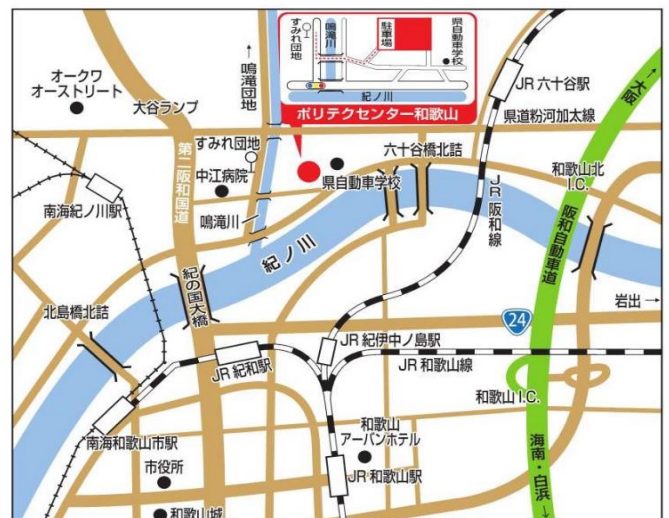 すみれ団地
鳴滝川
駐車場
県自動車学校
紀ノ川
ポリテクセンター和歌山
↑鳴滝団地
オークワ
オーストリート
大谷ランプ
JR 六十谷駅
県道粉河加太線
←大阪
すみれ団地
中江病院
県自動車学校
六十谷橋北詰
和歌山北
I.C.
第二阪和国道
南海紀ノ川駅
鳴滝川
JR 阪和線
阪和自動車道
紀ノ川
北島橋北詰
紀の国大橋
岩出
→
24
JR 紀和駅
JR 紀伊中ノ島駅
JR 和歌山線
和歌山 I.C.
南海和歌山市駅
和歌山
アーバンホテル
市役所
JR 和歌山駅
海南・白浜→
和歌山城